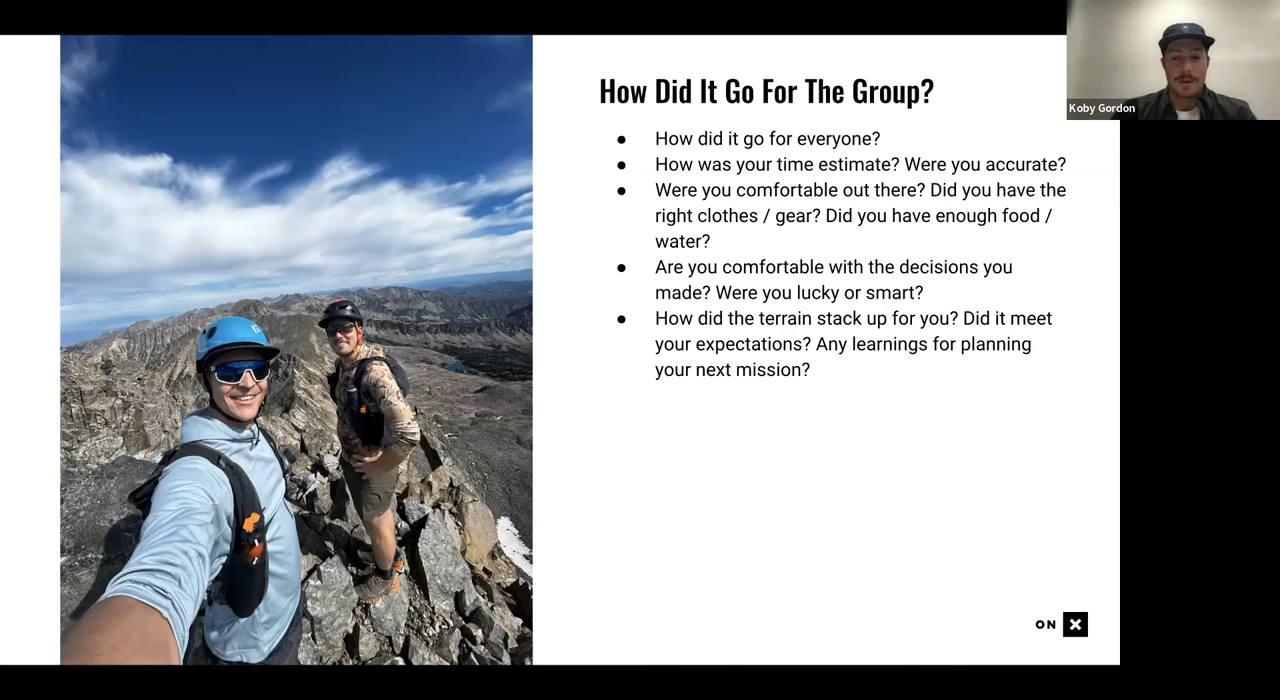 How Did It Go For The Group?
● How did it go for everyone?
● How was your time estimate? Were you accurate?
● Were you comfortable out there? Did you have the
right clothes / gear? Did you have enough food /
water?
● Are you comfortable with the decisions you
made? Were you lucky or smart?
● How did the terrain stack up for you? Did it meet
your expectations? Any learnings for planning
your next mission?
Koby Gordon
ON X